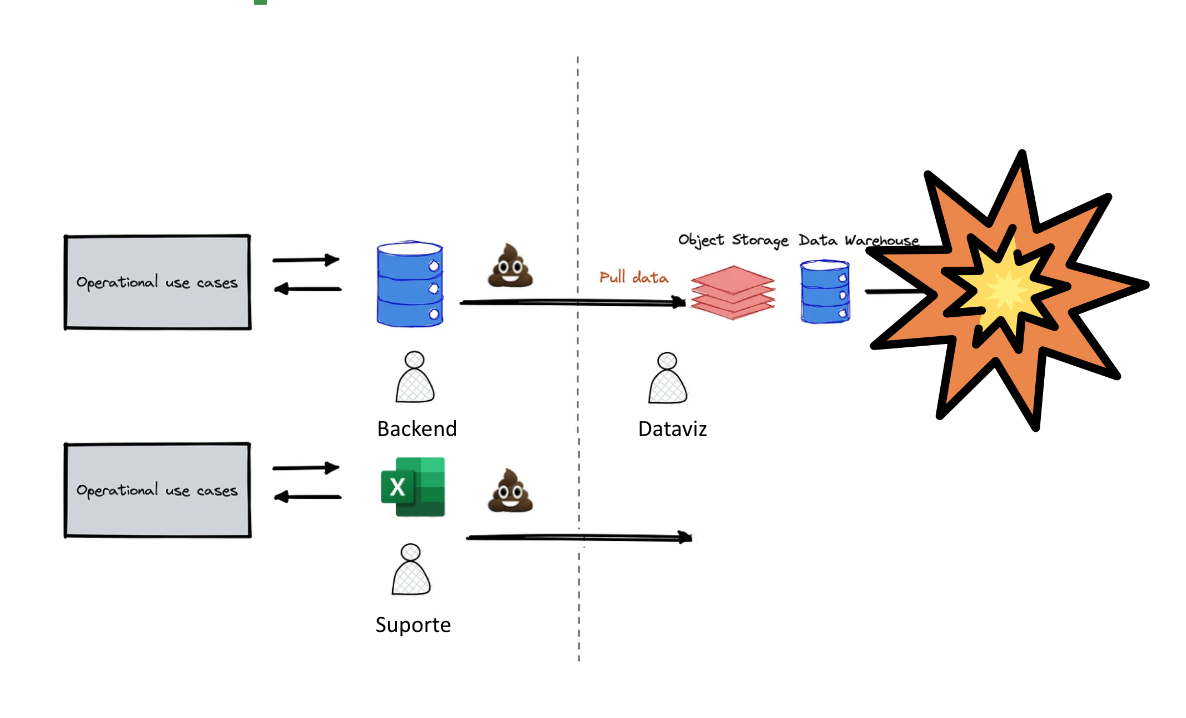 Object Storage
Data Warehouse
Operational use cases
Pull data
Backend
Dataviz
Operational use cases
X
Suporte